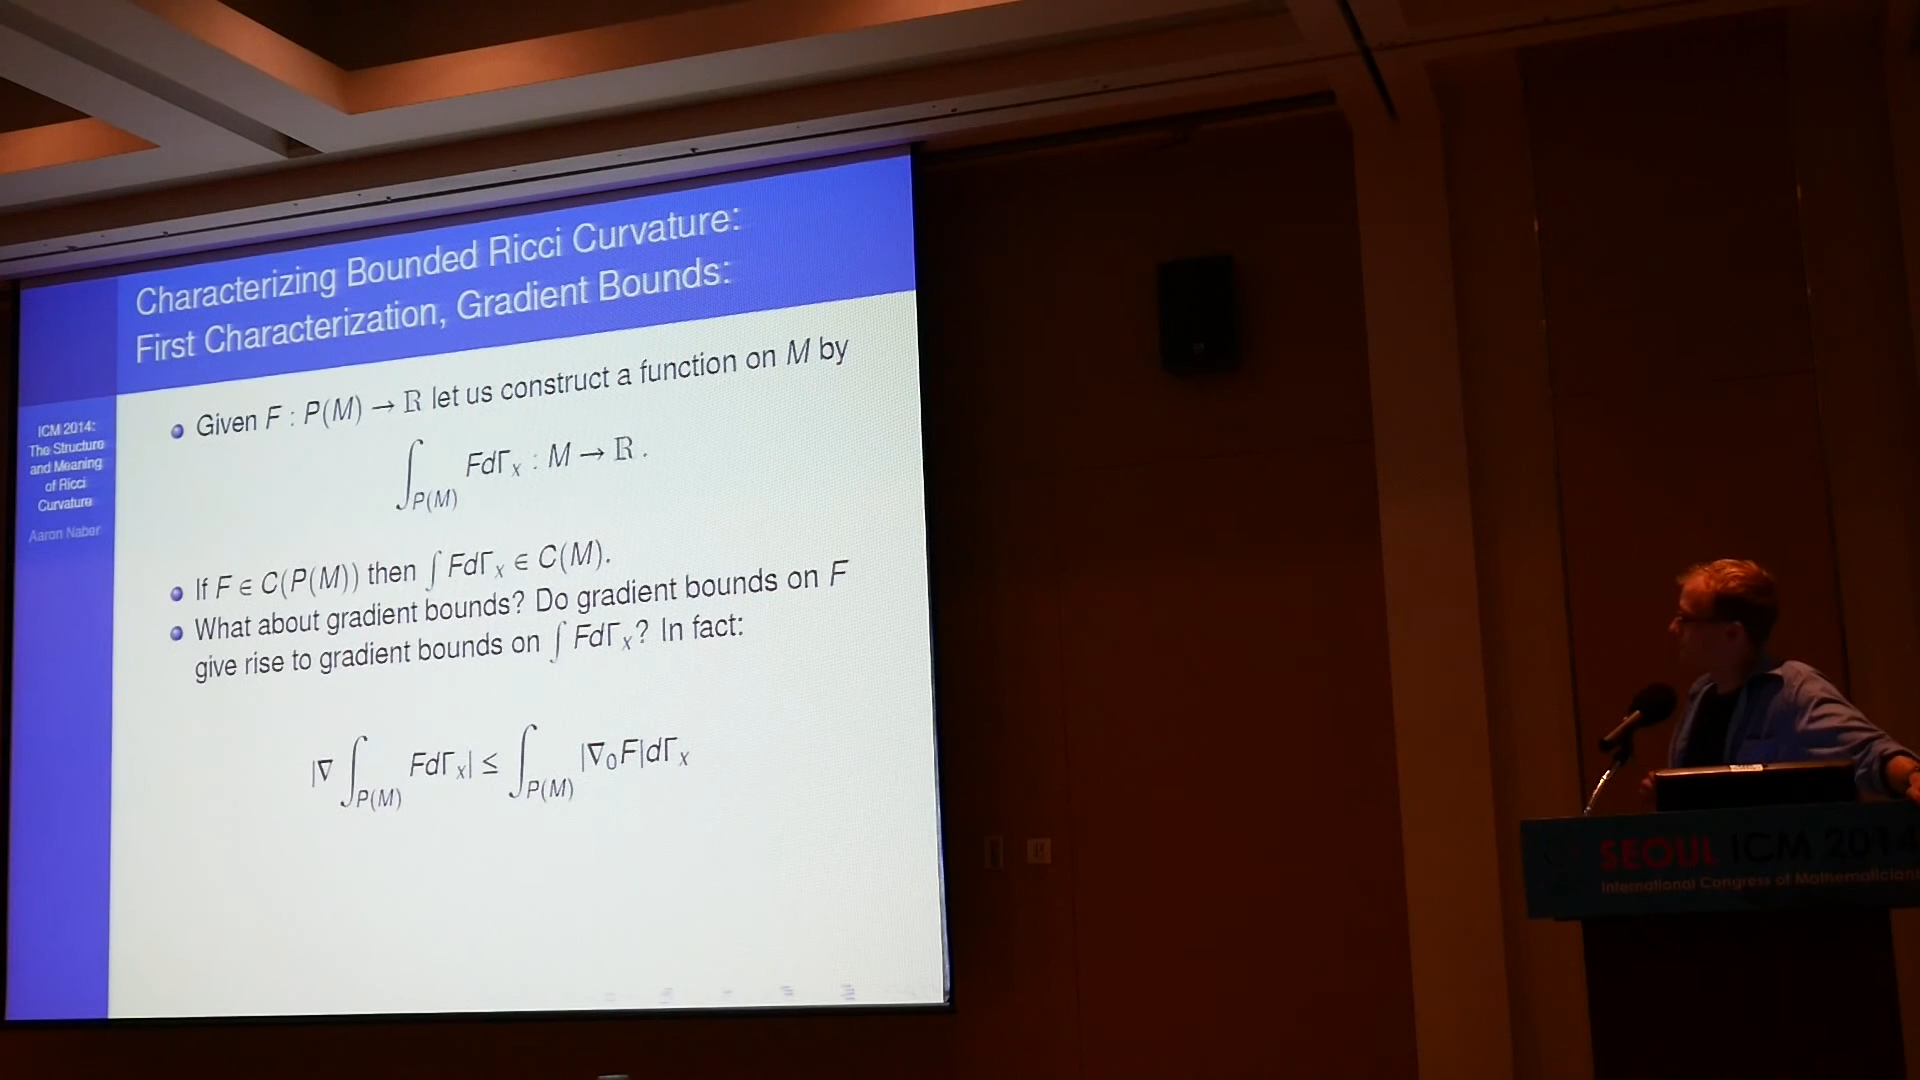 Characterizing Bounded Ricci Curvature:
First Characterization, Gradient Bounds:
ICM 2014:
The Structure
and Meaning
of Ricci
Curvature
Aaron Naber
Given F : P(M) → ℝ let us construct a function on M by
∫_{P(M)} FdΓ_x : M → ℝ .
If F ∈ C(P(M)) then ∫ FdΓ_x ∈ C(M).
What about gradient bounds? Do gradient bounds on F
give rise to gradient bounds on ∫ FdΓ_x? In fact:
|∇ ∫_{P(M)} FdΓ_x| ≤ ∫_{P(M)} |∇_0F|dΓ_x
SEOUL ICM 2014
International Congress of Mathematicians